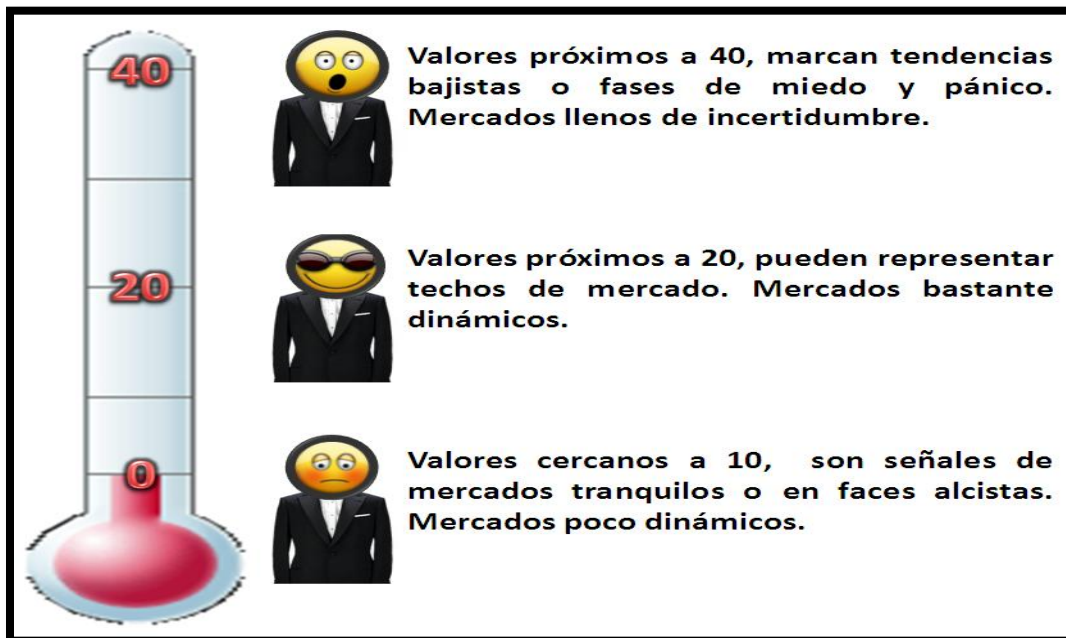 40
Valores próximos a 40, marcan tendencias
bajistas o fases de miedo y pánico.
Mercados llenos de incertidumbre.
20
Valores próximos a 20, pueden representar
techos de mercado. Mercados bastante
dinámicos.
0
Valores cercanos a 10, son señales de
mercados tranquilos o en faces alcistas.
Mercados poco dinámicos.